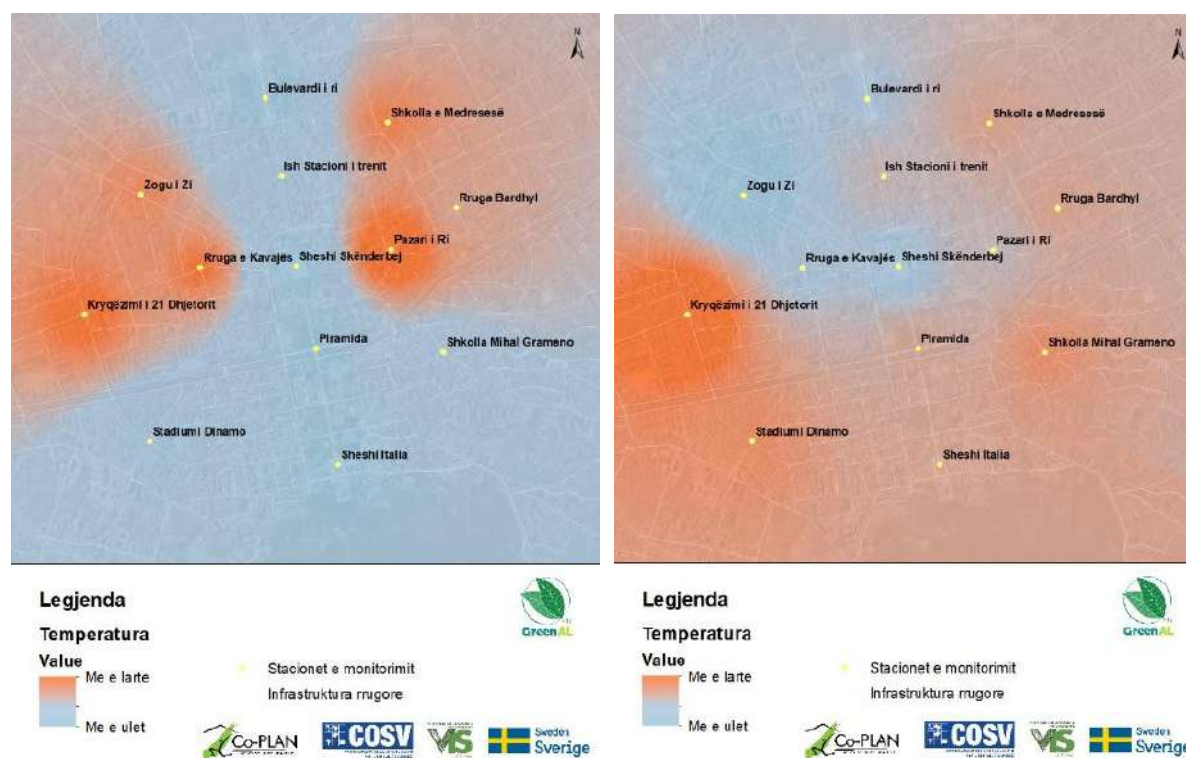 N
Bulevardi i ri
Shkolla e Medresesë
Ish Stacioni i trenit
Zogu i Zi
Rruga Bardhyl
Pazari i Ri
Rruga e Kavajës
Sheshi Skënderbej
Kryqëzimi i 21 Dhjetorit
Piramida
Shkolla Mihal Grameno
Stadiumi Dinamo
Sheshi Italia
Legjenda
Temperatura
Value
Me e larte
Me e ulet
Stacionet e monitorimit
Infrastruktura rrugore
GreenAL
Co-PLAN
COSV
VIS
Sweden
Sverige
N
Bulevardi i ri
Shkolla e Medresesë
Ish Stacioni i trenit
Zogu i Zi
Rruga Bardhyl
Pazari i Ri
Rruga e Kavajës
Sheshi Skënderbej
Kryqëzimi i 21 Dhjetorit
Piramida
Shkolla Mihal Grameno
Stadiumi Dinamo
Sheshi Italia
Legjenda
Temperatura
Value
Me e larte
Me e ulet
Stacionet e monitorimit
Infrastruktura rrugore
GreenAL
Co-PLAN
COSV
VIS
Sweden
Sverige